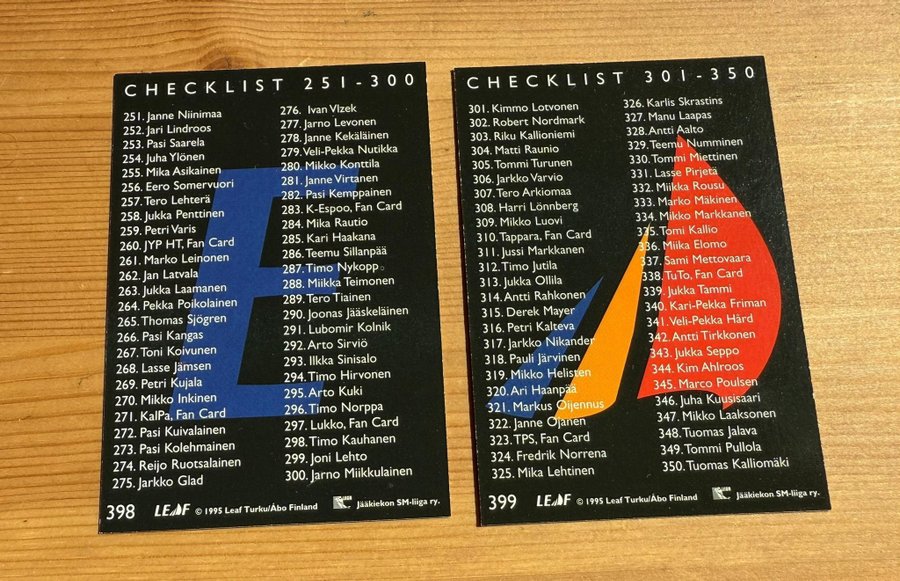 CHECKLIST 251-300
251. Janne Niinimaa
252. Jari Lindroos
253. Pasi Saarela
254. Juha Ylönen
255. Mika Asikainen
256. Eero Somervuori
257. Tero Lehterä
258. Jukka Penttinen
259. Petri Varis
260. JYP HT, Fan Card
261. Marko Leinonen
262. Jan Latvala
263. Jukka Laamanen
264. Pekka Poikolainen
265. Thomas Sjögren
266. Pasi Kangas
267. Toni Koivunen
268. Lasse Jämsen
269. Petri Kujala
270. Mikko Inkinen
271. KalPa, Fan Card
272. Pasi Kuivalainen
273. Pasi Kolehmainen
274. Reijo Ruotsalainen
275. Jarkko Glad
276. Ivan Vlzek
277. Jarno Levonen
278. Janne Kekäläinen
279. Veli-Pekka Nutikka
280. Mikko Konttila
281. Janne Virtanen
282. Pasi Kemppainen
283. K-Espoo, Fan Card
284. Mika Rautio
285. Kari Haakana
286. Teemu Sillanpää
287. Timo Nykopp
288. Miikka Teimonen
289. Tero Tiainen
290. Joonas Jääskeläinen
291. Lubomir Kolnik
292. Arto Sirviö
293. Ilkka Sinisalo
294. Timo Hirvonen
295. Arto Kuki
296. Timo Norppa
297. Lukko, Fan Card
298. Timo Kauhanen
299. Joni Lehto
300. Jarno Miikkulainen
398 LEAF © 1995 Leaf Turku/Åbo Finland Jääkiekon SM-liiga ry.
CHECKLIST 301-350
301. Kimmo Lotvonen
302. Robert Nordmark
303. Riku Kallioniemi
304. Matti Raunio
305. Tommi Turunen
306. Jarkko Varvio
307. Tero Arkiomaa
308. Harri Lönnberg
309. Mikko Luovi
310. Tappara, Fan Card
311. Jussi Markkanen
312. Timo Jutila
313. Jukka Ollila
314. Antti Rahkonen
315. Derek Mayer
316. Petri Kalteva
317. Jarkko Nikander
318. Pauli Järvinen
319. Mikko Helisten
320. Ari Haanpää
321. Markus Oijennus
322. Janne Ojanen
323. TPS, Fan Card
324. Fredrik Norrena
325. Mika Lehtinen
326. Karlis Skrastins
327. Manu Laapas
328. Antti Aalto
329. Teemu Numminen
330. Tommi Miettinen
331. Lasse Pirjetä
332. Miikka Rousu
333. Marko Mäkinen
334. Mikko Markkanen
335. Tomi Kallio
336. Miika Elomo
337. Sami Mettovaara
338. TuTo, Fan Card
339. Jukka Tammi
340. Kari-Pekka Friman
341. Veli-Pekka Hård
342. Antti Tirkkonen
343. Jukka Seppo
344. Kim Ahlroos
345. Marco Poulsen
346. Juha Kuusisaari
347. Mikko Laaksonen
348. Tuomas Jalava
349. Tommi Pullola
350. Tuomas Kalliomäki
399 LEAF © 1995 Leaf Turku/Åbo Finland Jääkiekon SM-liiga ry.